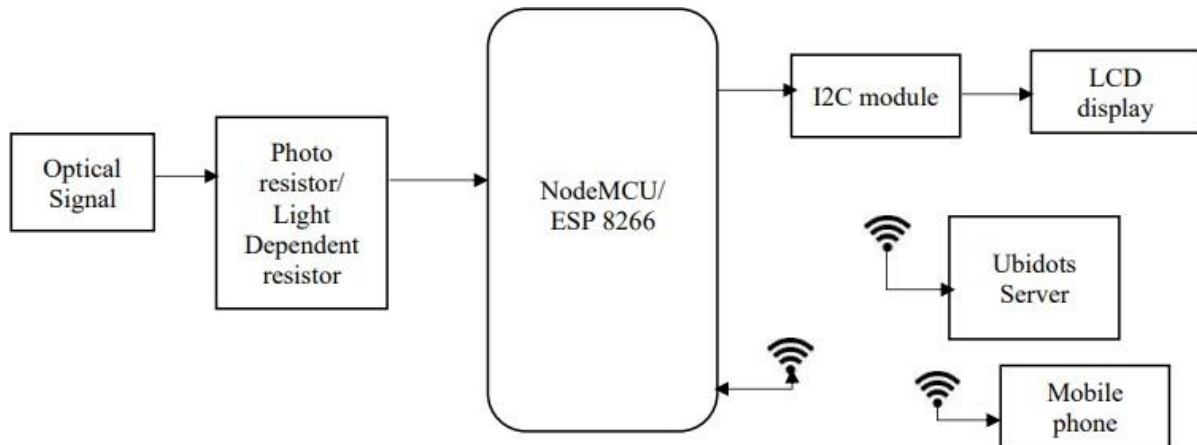 Optical
Signal
Photo
resistor/
Light
Dependent
resistor
NodeMCU/
ESP 8266
I2C module
LCD
display
Ubidots
Server
Mobile
phone